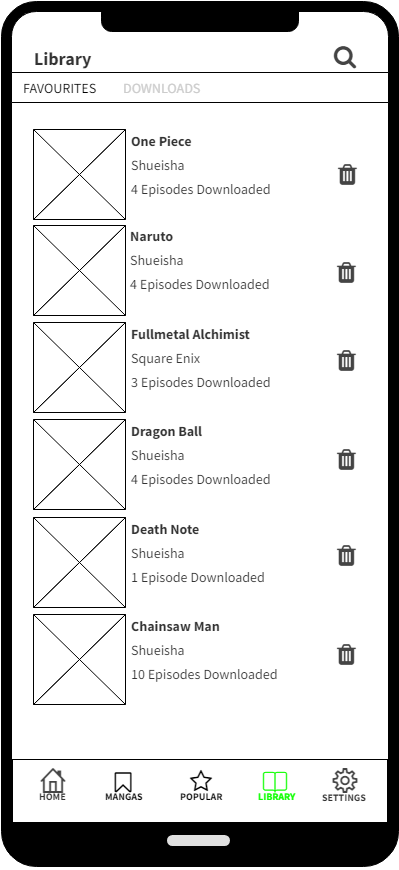 Library
FAVOURITES DOWNLOADS
One Piece
Shueisha
4 Episodes Downloaded
Naruto
Shueisha
4 Episodes Downloaded
Fullmetal Alchimist
Square Enix
3 Episodes Downloaded
Dragon Ball
Shueisha
4 Episodes Downloaded
Death Note
Shueisha
1 Episode Downloaded
Chainsaw Man
Shueisha
10 Episodes Downloaded
HOME MANGAS POPULAR LIBRARY SETTINGS